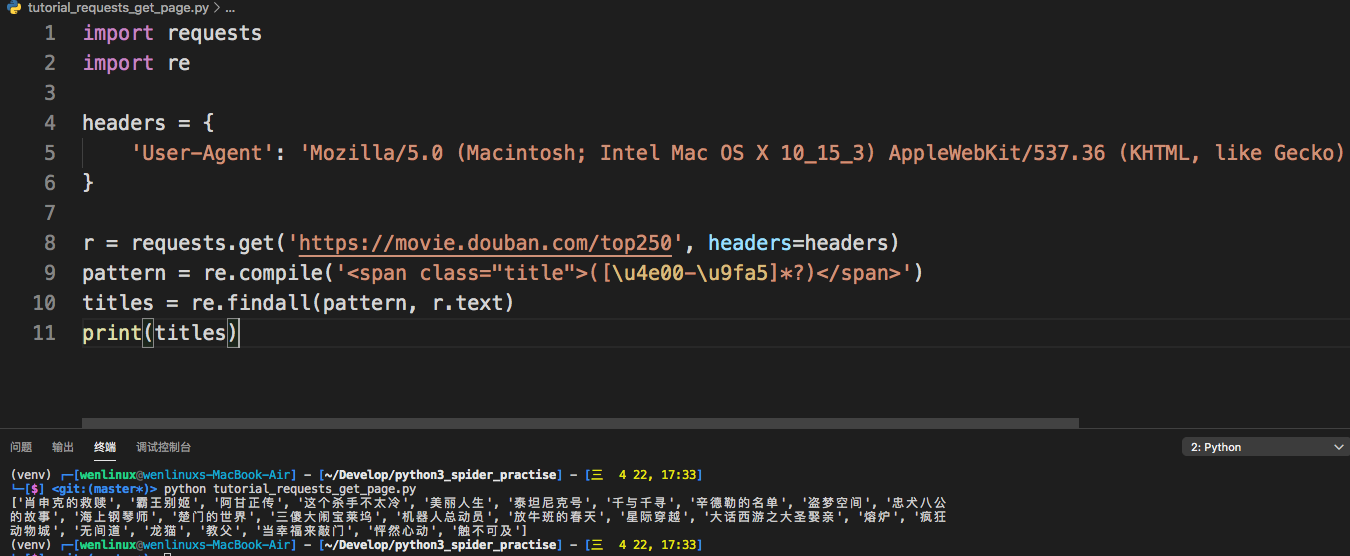 tutorial_requests_get_page.py > ...
1 import requests
2 import re
3
4 headers = {
5     'User-Agent': 'Mozilla/5.0 (Macintosh; Intel Mac OS X 10_15_3) AppleWebKit/537.36 (KHTML, like Gecko)
6 }
7
8 r = requests.get('https://movie.douban.com/top250', headers=headers)
9 pattern = re.compile('<span class="title">([\u4e00-\u9fa5]*?)</span>')
10 titles = re.findall(pattern, r.text)
11 print(titles)
问题 输出 终端 调试控制台 2: Python
(venv) ┌─[wenlinux@wenlinuxs-MacBook-Air] - [~/Develop/python3_spider_practise] - [三 4 22, 17:33]
└─[$] <git:(master*)> python tutorial_requests_get_page.py
['肖申克的救赎', '霸王别姬', '阿甘正传', '这个杀手不太冷', '美丽人生', '泰坦尼克号', '千与千寻', '辛德勒的名单', '盗梦空间', '忠犬八公
的故事', '海上钢琴师', '楚门的世界', '三傻大闹宝莱坞', '机器人总动员', '放牛班的春天', '星际穿越', '大话西游之大圣娶亲', '熔炉', '疯狂
动物城', '无间道', '龙猫', '教父', '当幸福来敲门', '怦然心动', '触不可及']
(venv) ┌─[wenlinux@wenlinuxs-MacBook-Air] - [~/Develop/python3_spider_practise] - [三 4 22, 17:33]